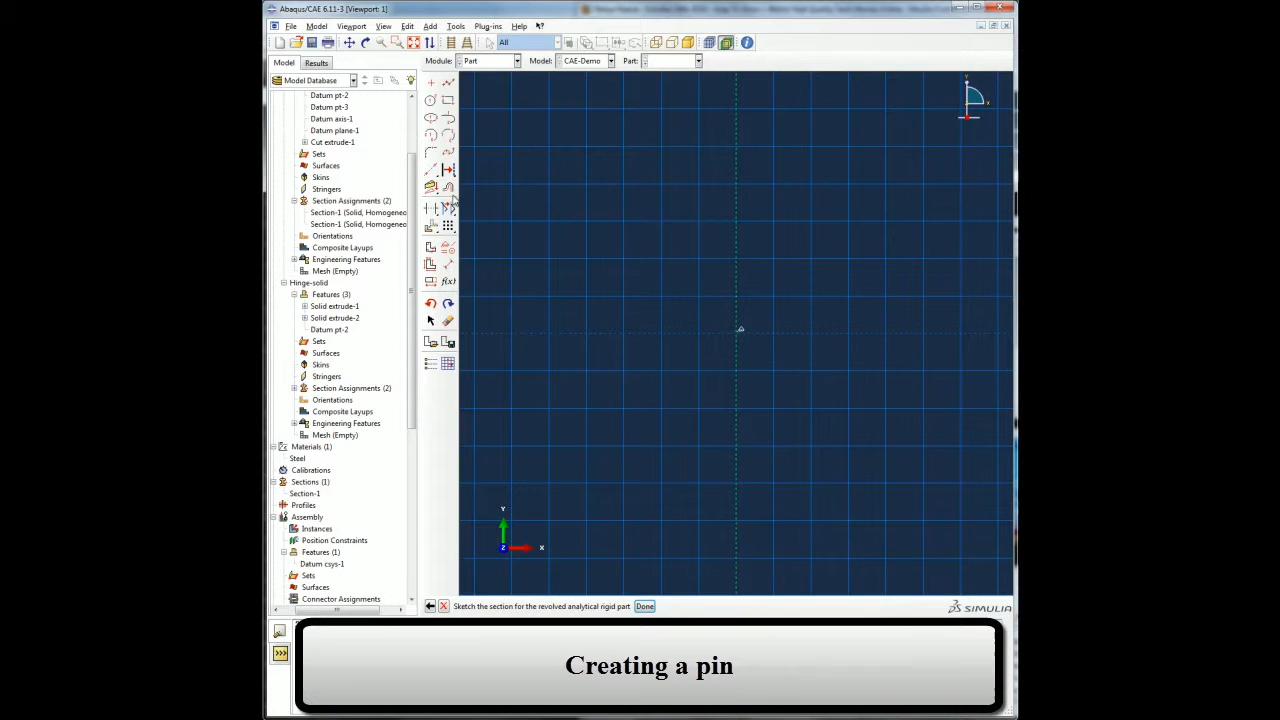 Abaqus/CAE 6.11-3 [Viewport: 1]
File Model Viewport View Edit Add Tools Plug-ins Help
All
Model Results
Module: Part Model: CAE-Demo Part:
Model Database
Datum pt-2
Datum pt-3
Datum axis-1
Datum plane-1
Cut extrude-1
Sets
Surfaces
Skins
Stringers
Section Assignments (2)
Section-1 (Solid, Homogeneo
Section-1 (Solid, Homogeneo
Orientations
Composite Layups
Engineering Features
Mesh (Empty)
Hinge-solid
Features (3)
Solid extrude-1
Solid extrude-2
Datum pt-2
Sets
Surfaces
Skins
Stringers
Section Assignments (2)
Orientations
Composite Layups
Engineering Features
Mesh (Empty)
Materials (1)
Steel
Calibrations
Sections (1)
Section-1
Profiles
Assembly
Instances
Position Constraints
Features (1)
Datum csys-1
Sets
Surfaces
Connector Assignments
f(x)
Y
X
Y
Z
X
Sketch the section for the revolved analytical rigid part Done
SIMULIA
>>>
Creating a pin